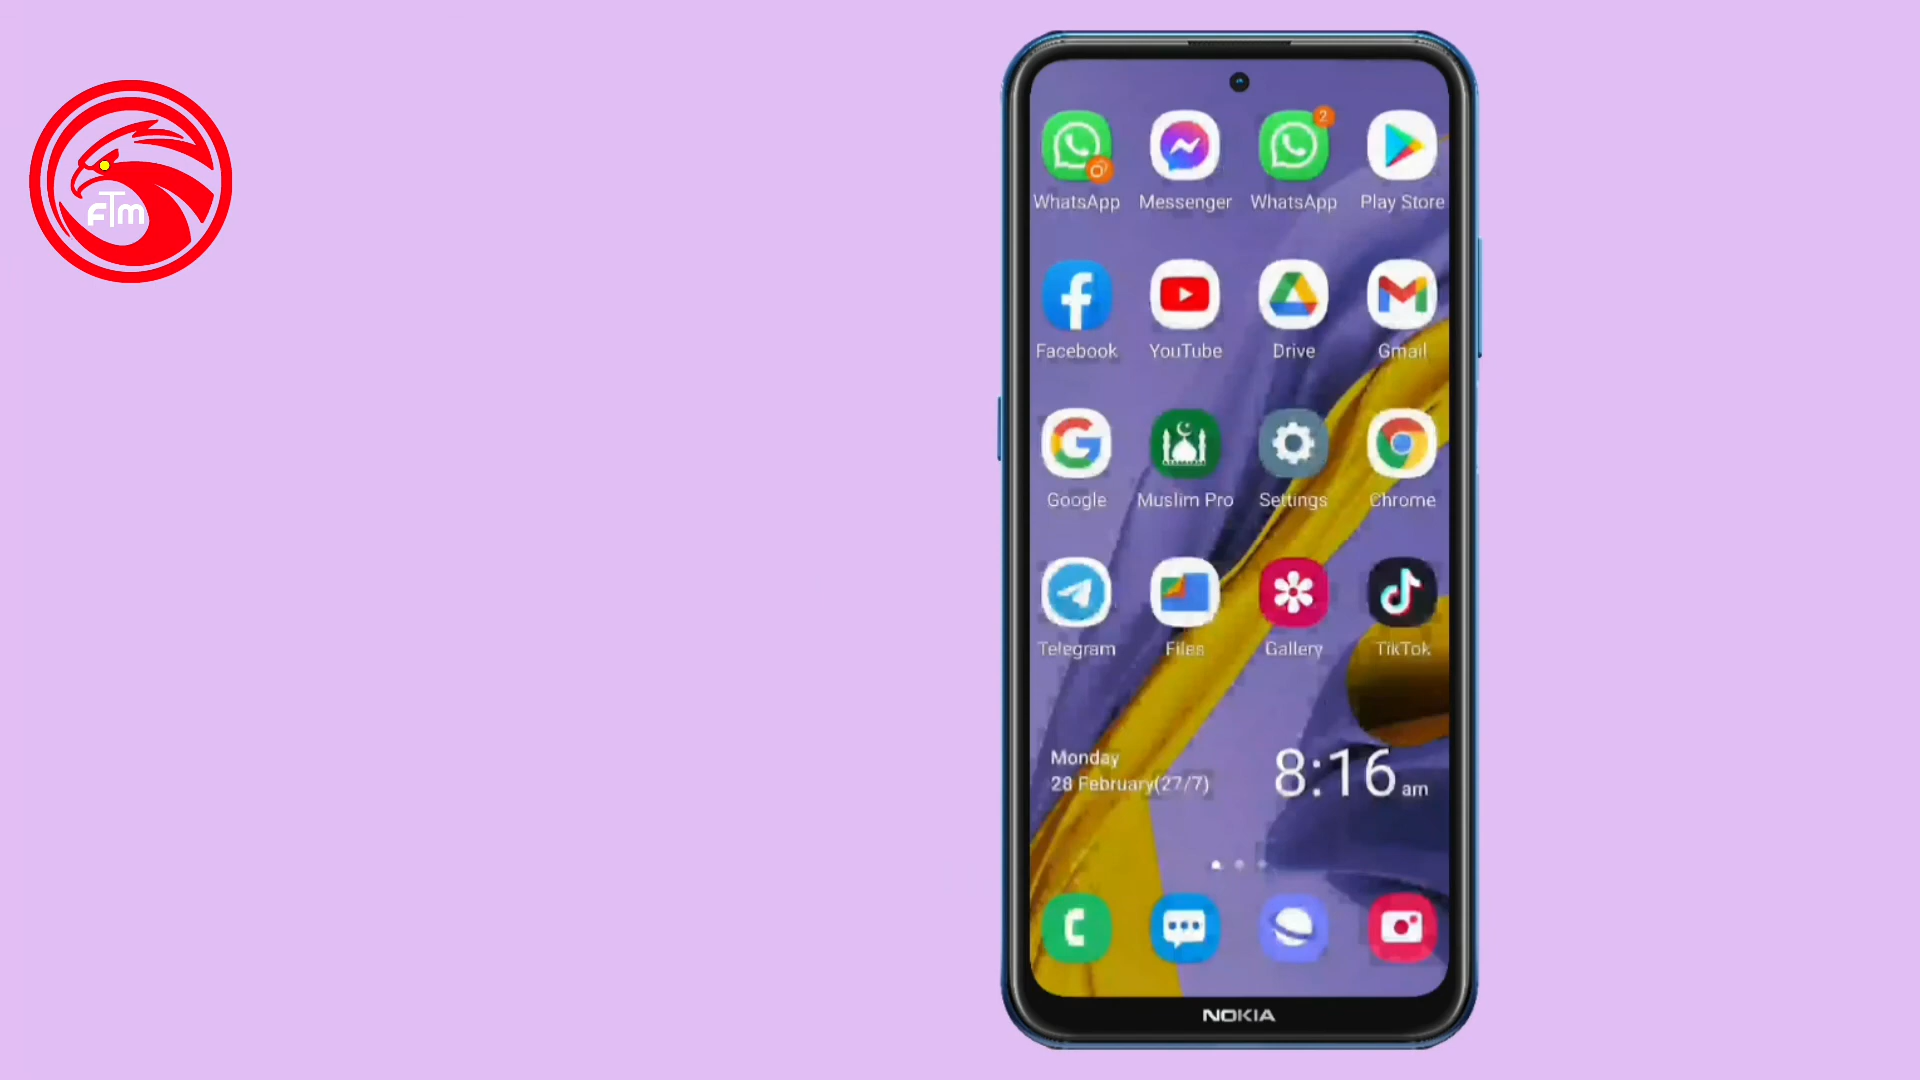 FTM
2
WhatsApp Messenger WhatsApp Play Store
Facebook YouTube Drive Gmail
Google Muslim Pro Settings Chrome
Telegram Files Gallery TikTok
Monday
28 February(27/7)
8:16 am
NOKIA